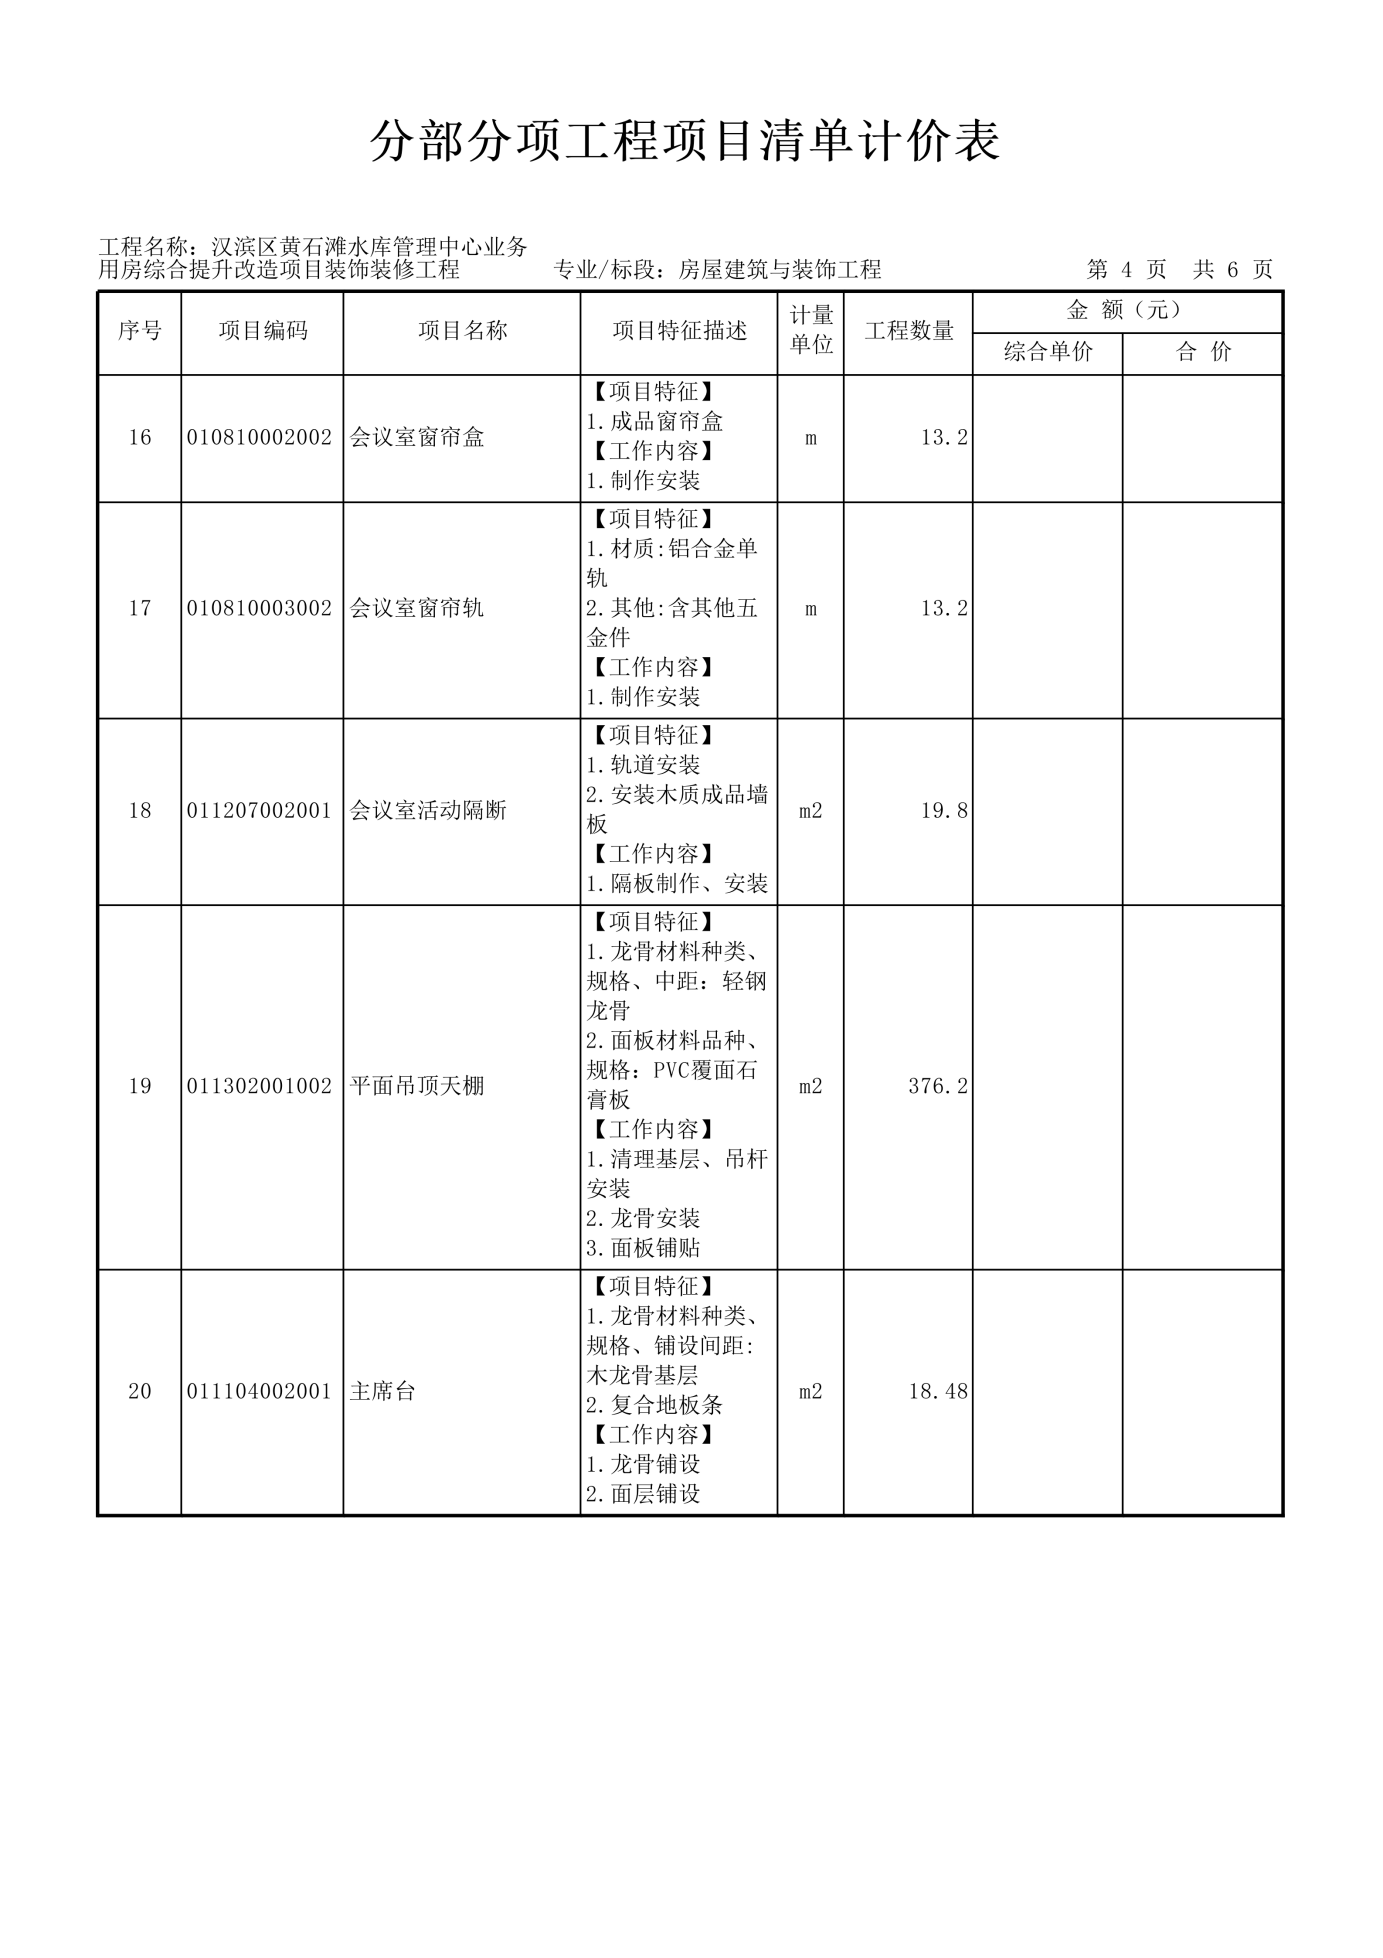 分部分项工程项目清单计价表
工程名称：汉滨区黄石滩水库管理中心业务
用房综合提升改造项目装饰装修工程 专业/标段：房屋建筑与装饰工程 第 4 页 共 6 页
序号 项目编码 项目名称 项目特征描述 计量
单位 工程数量 金 额（元）
综合单价 合 价
16 010810002002 会议室窗帘盒
【项目特征】
1.成品窗帘盒
【工作内容】
1.制作安装
m 13.2
17 010810003002 会议室窗帘轨
【项目特征】
1.材质:铝合金单
轨
2.其他:含其他五
金件
【工作内容】
1.制作安装
m 13.2
18 011207002001 会议室活动隔断
【项目特征】
1.轨道安装
2.安装木质成品墙
板
【工作内容】
1.隔板制作、安装
m2 19.8
19 011302001002 平面吊顶天棚
【项目特征】
1.龙骨材料种类、
规格、中距：轻钢
龙骨
2.面板材料品种、
规格：PVC覆面石
膏板
【工作内容】
1.清理基层、吊杆
安装
2.龙骨安装
3.面板铺贴
m2 376.2
20 011104002001 主席台
【项目特征】
1.龙骨材料种类、
规格、铺设间距:
木龙骨基层
2.复合地板条
【工作内容】
1.龙骨铺设
2.面层铺设
m2 18.48